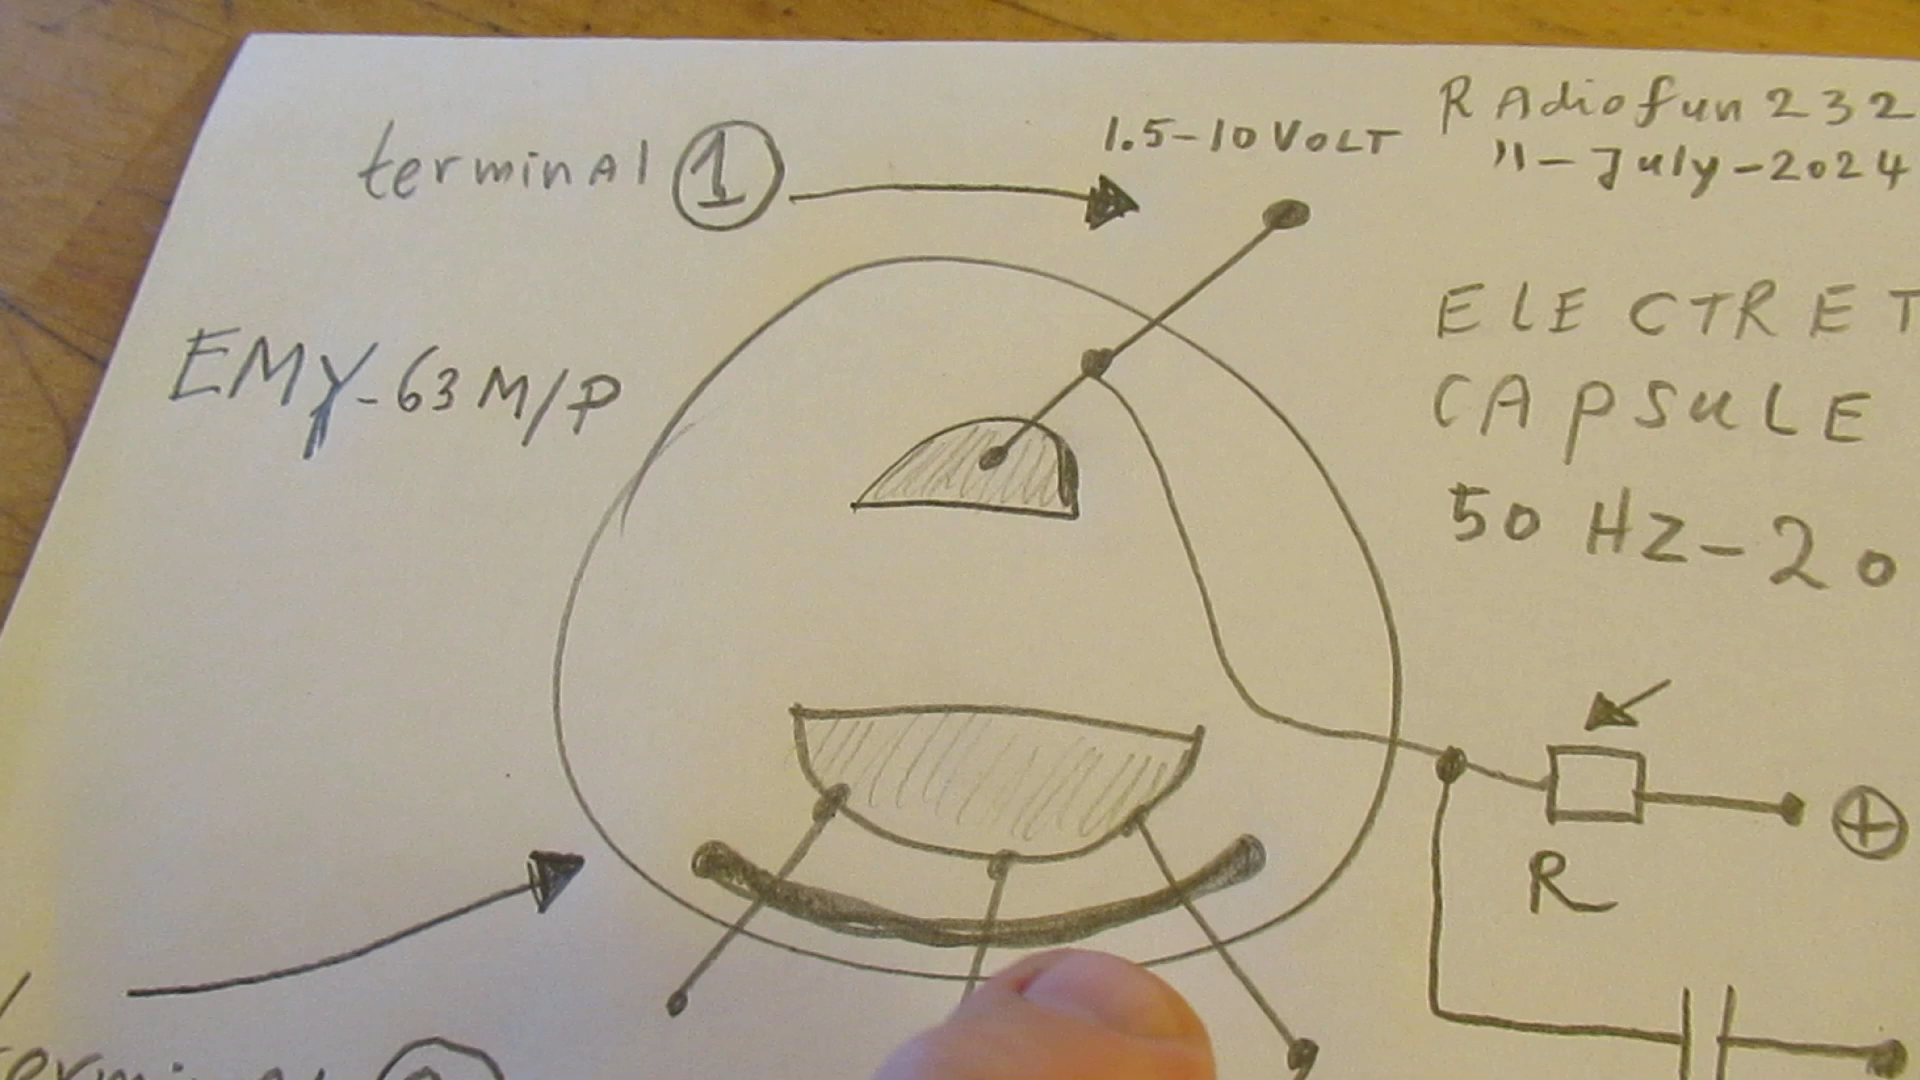 terminal 1
1.5-10 VOLT
RAdiofun232
11-July-2024
EMY-63M/P
ELECTRET
CAPSULE
50 HZ-20
+
R